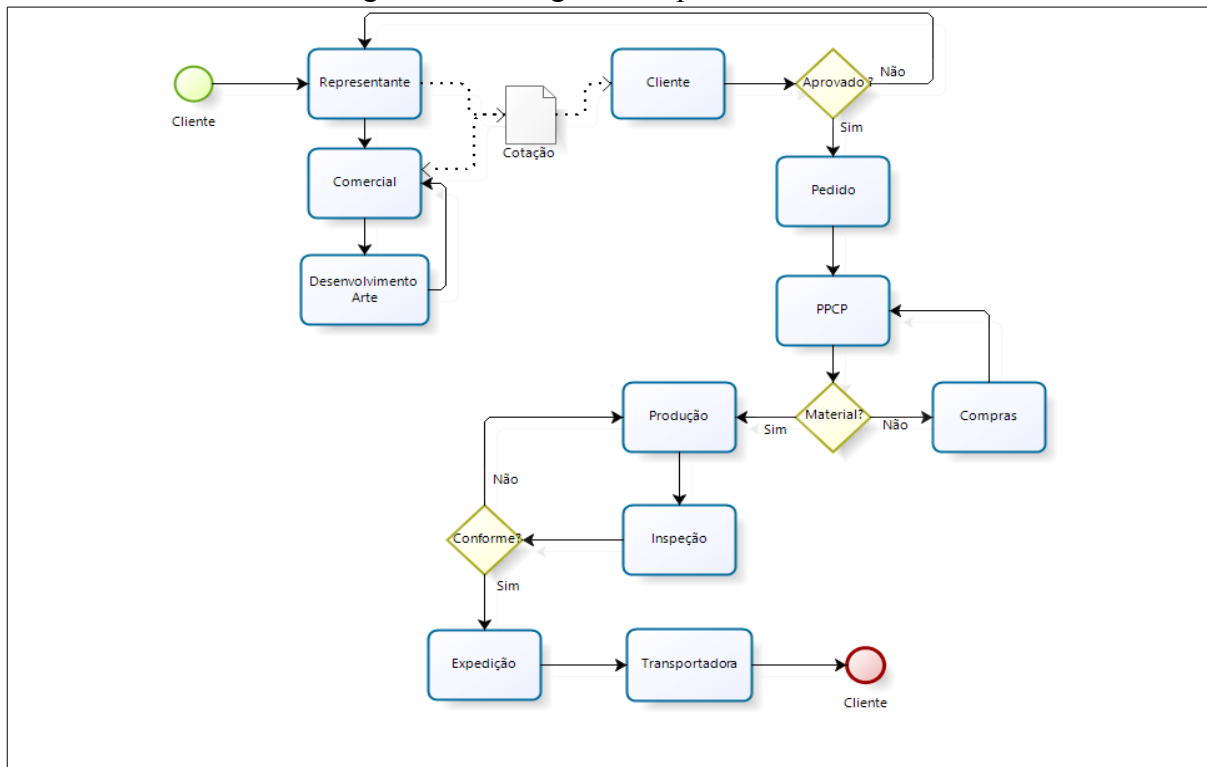 Representante
Cliente
Aprovado?
Não
Cliente
Cotação
Sim
Comercial
Pedido
Desenvolvimento
Arte
PPCP
Produção
Sim
Material?
Não
Compras
Não
Conforme?
Inspeção
Sim
Expedição
Transportadora
Cliente